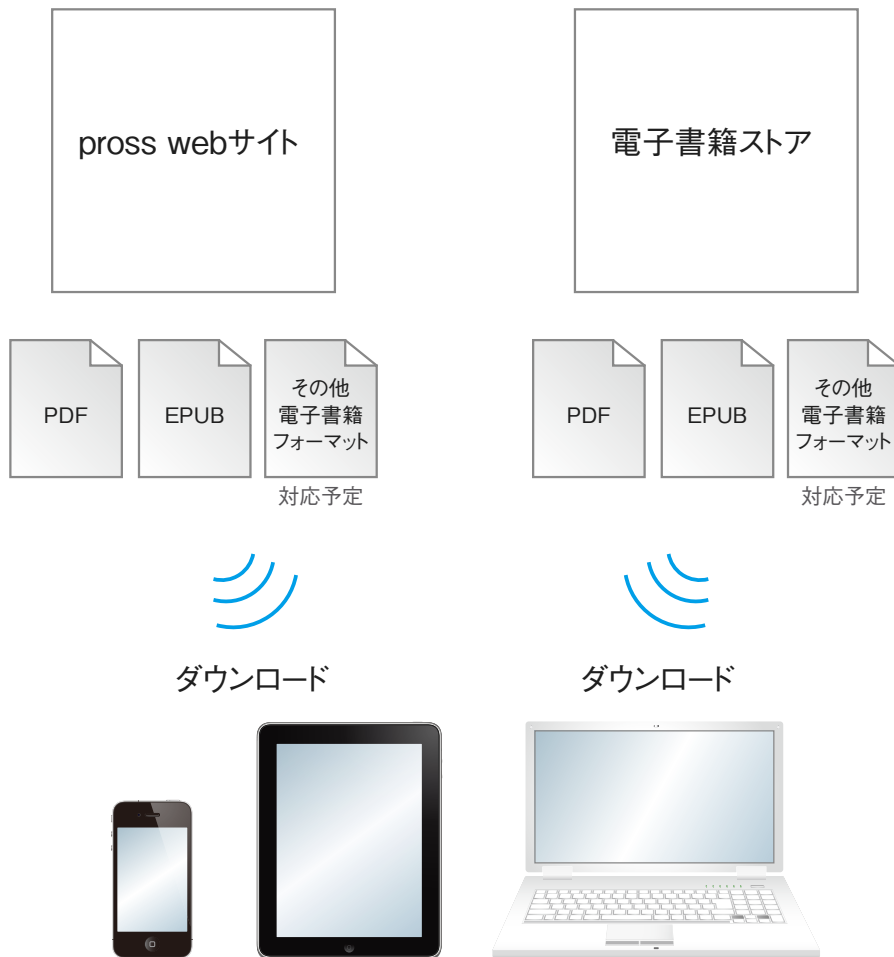 pross webサイト
電子書籍ストア
PDF
EPUB
その他
電子書籍
フォーマット
対応予定
PDF
EPUB
その他
電子書籍
フォーマット
対応予定
ダウンロード
ダウンロード